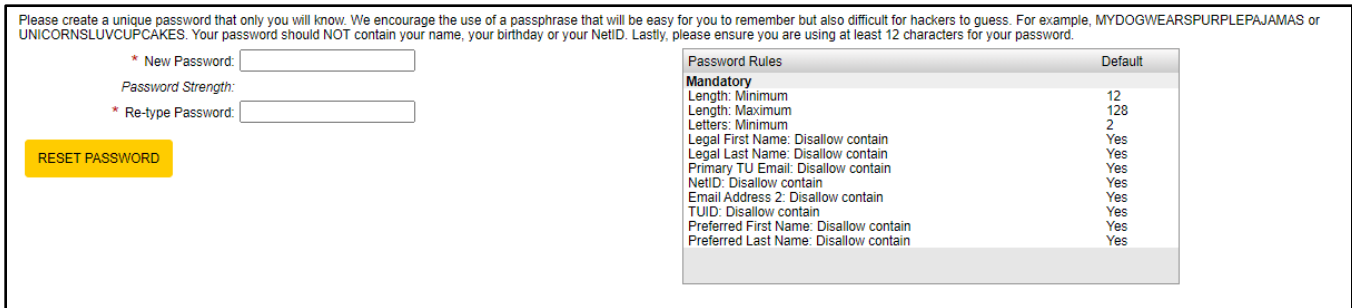 Please create a unique password that only you will know. We encourage the use of a passphrase that will be easy for you to remember but also difficult for hackers to guess. For example, MYDOGWEARSPURPLEPAJAMAS or
UNICORNSLUVCUPCAKES. Your password should NOT contain your name, your birthday or your NetID. Lastly, please ensure you are using at least 12 characters for your password.
* New Password:
Password Strength:
* Re-type Password:
RESET PASSWORD
Password Rules Default
Mandatory
Length: Minimum 12
Length: Maximum 128
Letters: Minimum 2
Legal First Name: Disallow contain Yes
Legal Last Name: Disallow contain Yes
Primary TU Email: Disallow contain Yes
NetID: Disallow contain Yes
Email Address 2: Disallow contain Yes
TUID: Disallow contain Yes
Preferred First Name: Disallow contain Yes
Preferred Last Name: Disallow contain Yes